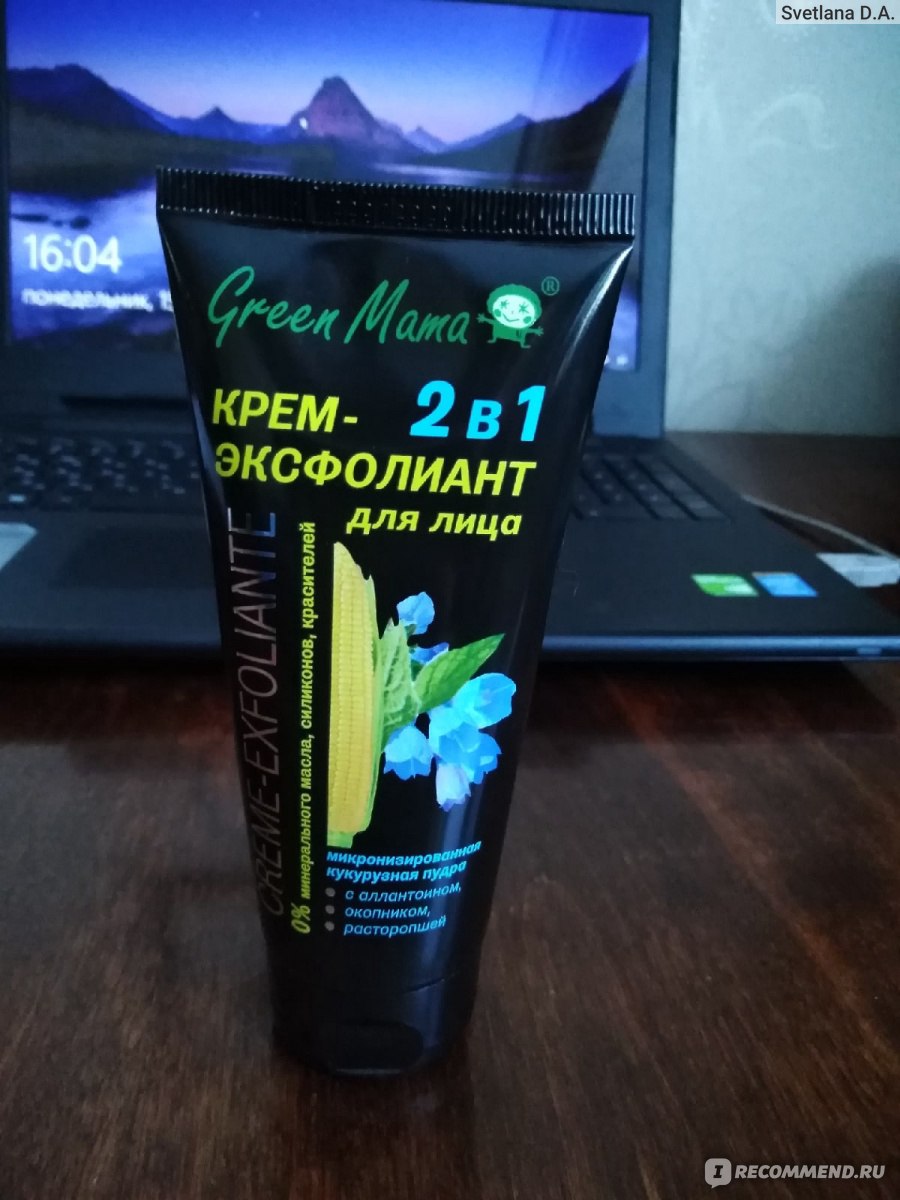 Svetlana D.A.
16:04
понедельник, 1
Green Mama ®
2 в 1
КРЕМ-
ЭКСФОЛИАНТ
для лица
CREME-EXFOLIANTE
0% минерального масла, силиконов, красителей
микронизированная
кукурузная пудра
с аллантоином,
окопником,
расторопшей
IRECOMMEND.RU